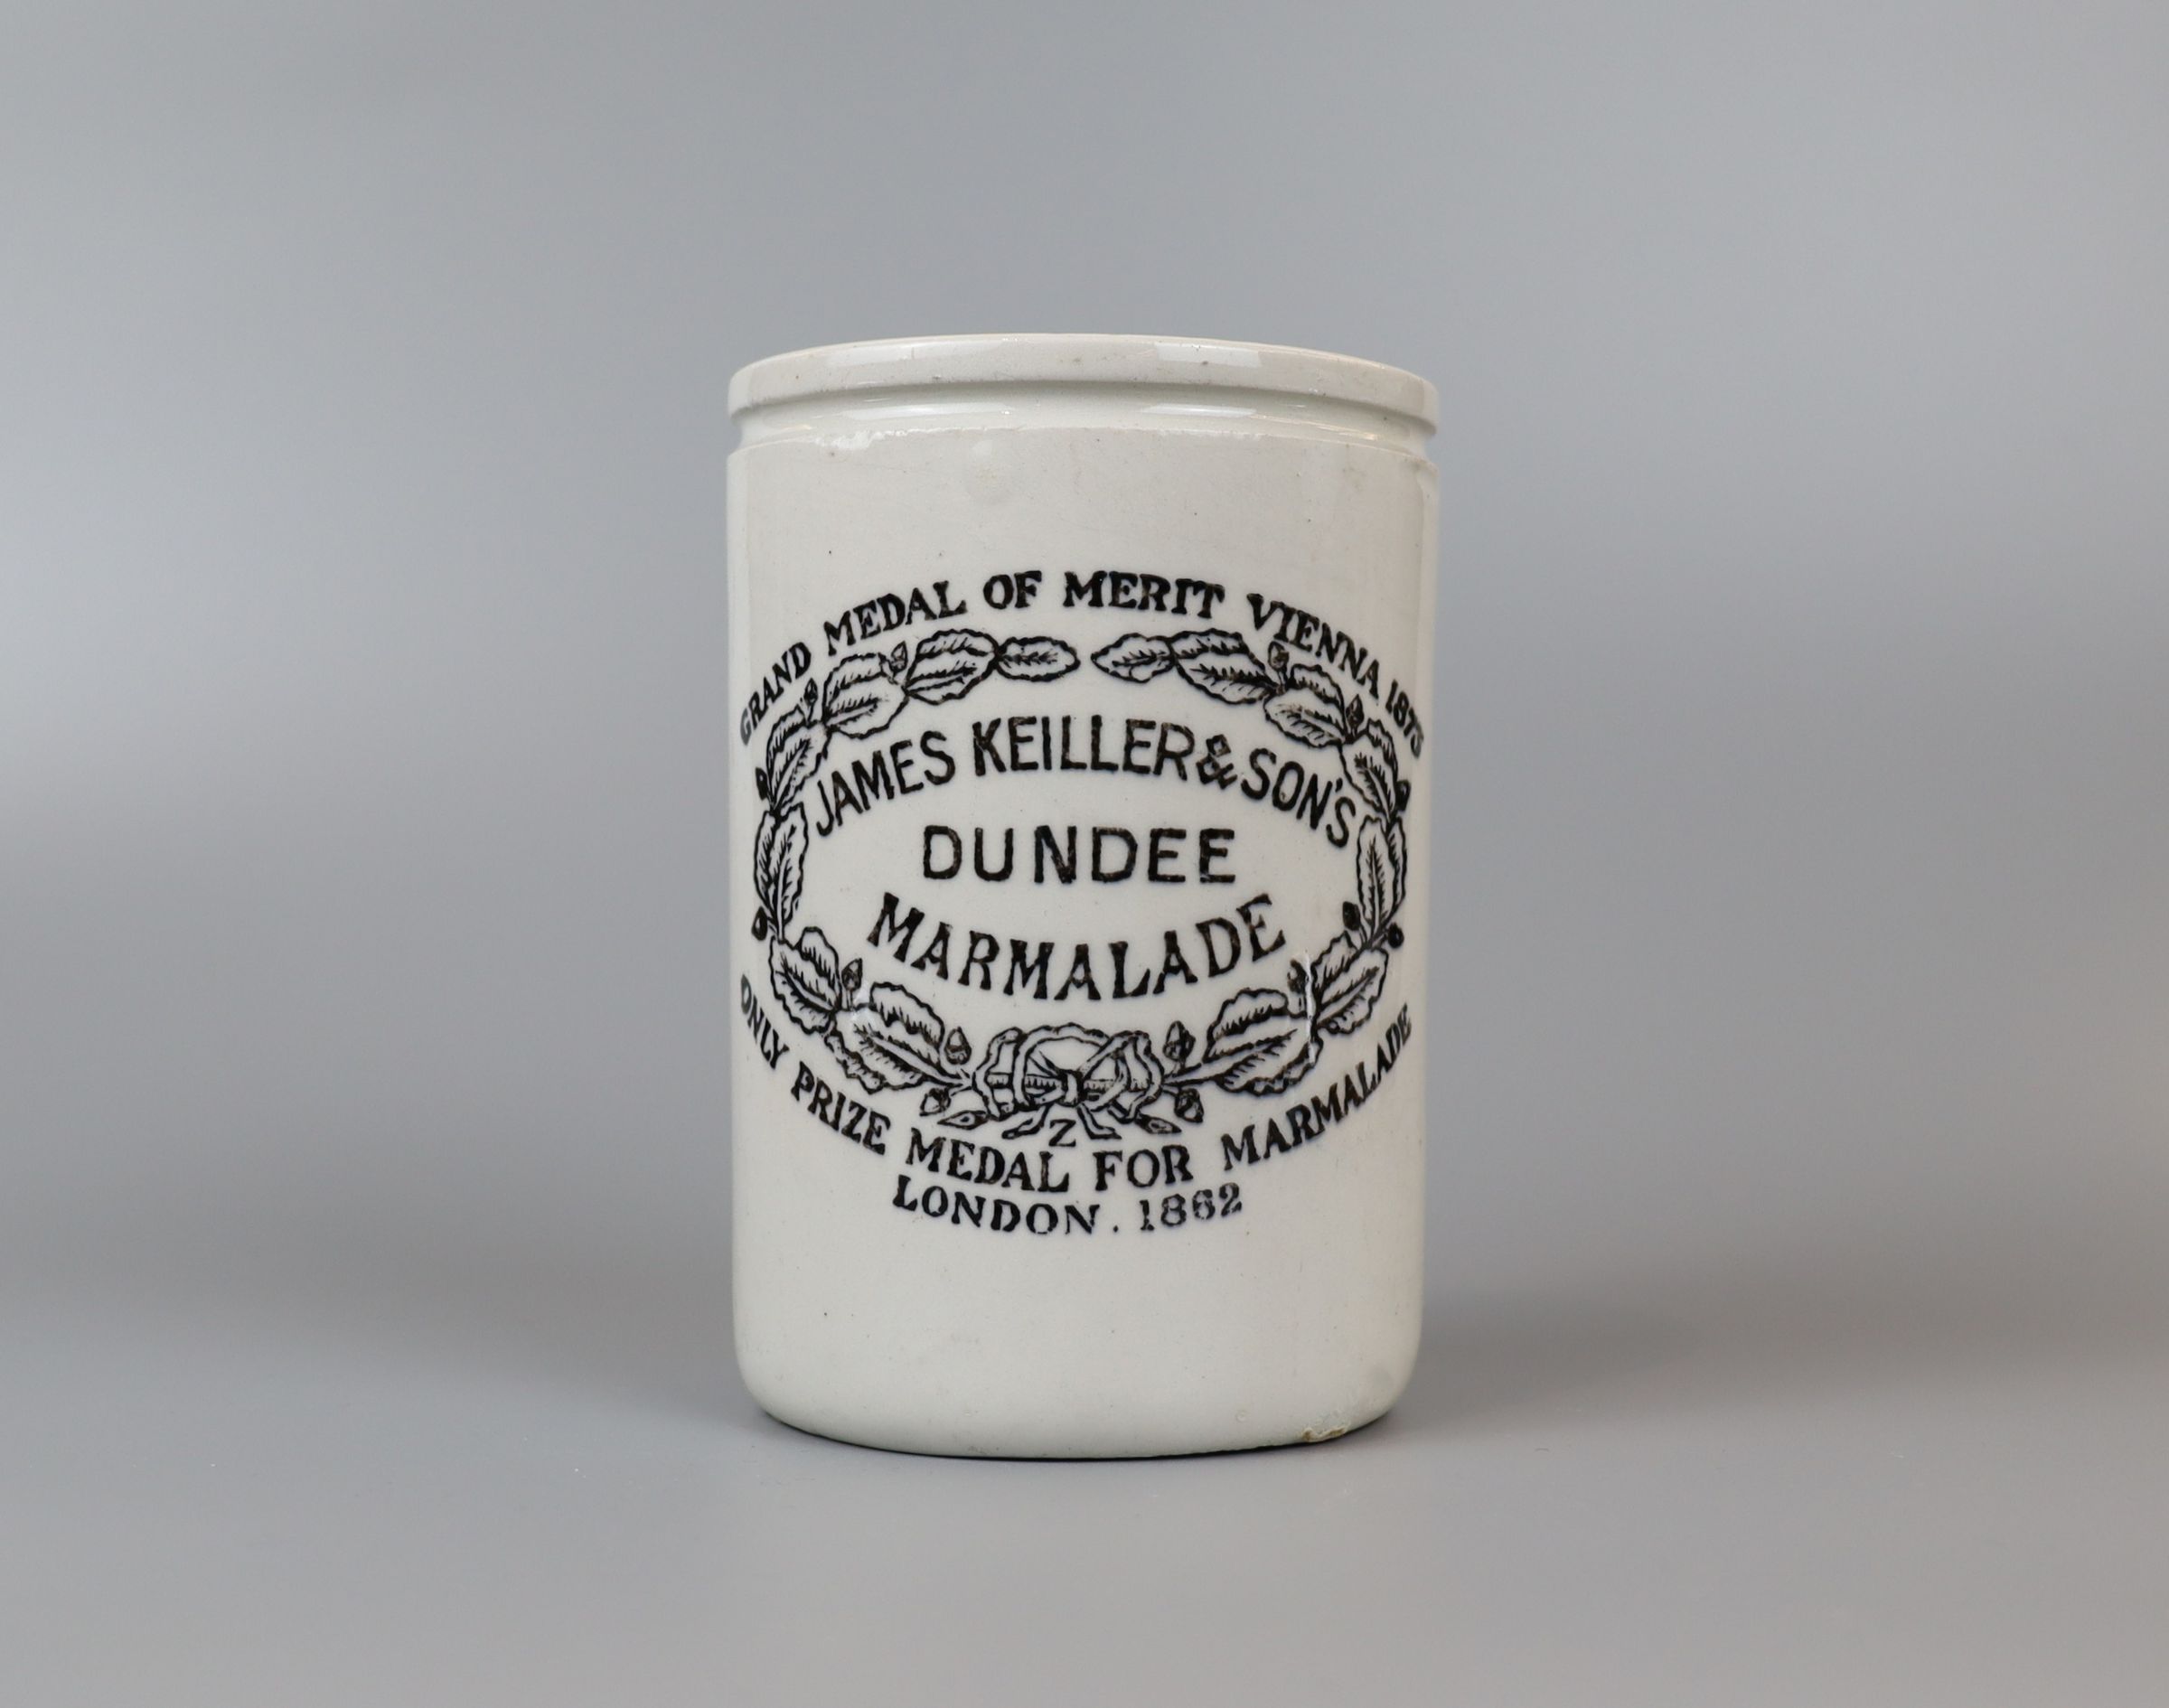 GRAND MEDAL OF MERIT VIENNA 1873
JAMES KEILLER & SON'S
DUNDEE
MARMALADE
Z
ONLY PRIZE MEDAL FOR MARMALADE
LONDON. 1862